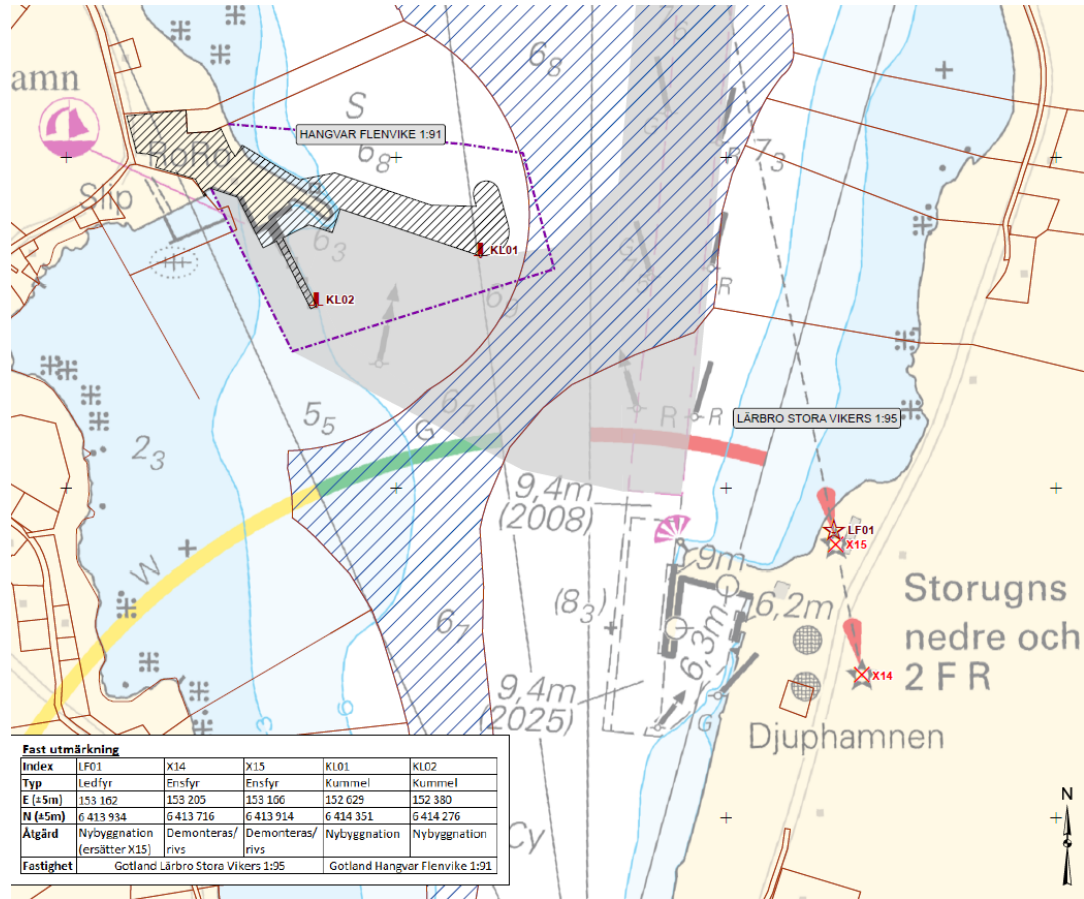 amn
S
6₈
6₈
HANGVAR FLENVIKE 1:91
RoRo
Slip
6₃
KL01
KL02
6₉
G
R
7₃
R
5₅
6₇
G
R
R
LÄRBRO STORA VIKERS 1:95
2₃
9,4m
(2008)
LF01
X15
W
9m
6,2m
(8₃)
6,3m
6₇
Storugns
nedre och
2 F R
X14
9,4m
(2025)
G
Djuphamnen
3
6
Cy
N
Fast utmärkning
Index LF01 X14 X15 KL01 KL02
Typ Ledfyr Ensfyr Ensfyr Kummel Kummel
E (±5m) 153 162 153 205 153 166 152 629 152 380
N (±5m) 6 413 934 6 413 716 6 413 914 6 414 351 6 414 276
Åtgärd Nybyggnation Demonteras/ Demonteras/ Nybyggnation Nybyggnation
(ersätter X15) rivs rivs
Fastighet Gotland Lärbro Stora Vikers 1:95 Gotland Hangvar Flenvike 1:91